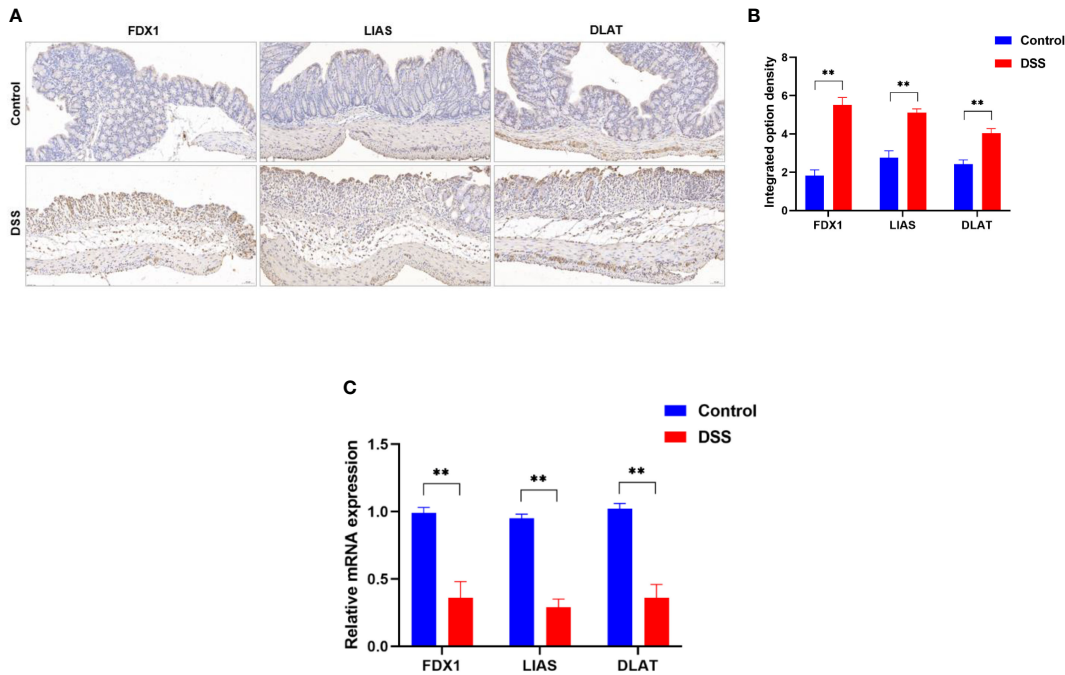 A
FDX1
LIAS
DLAT
Control
DSS
B
Control
DSS
Integrated option density
8
6
4
2
0
**
**
**
FDX1
LIAS
DLAT
C
Control
DSS
Relative mRNA expression
1.5
1.0
0.5
0.0
**
**
**
FDX1
LIAS
DLAT